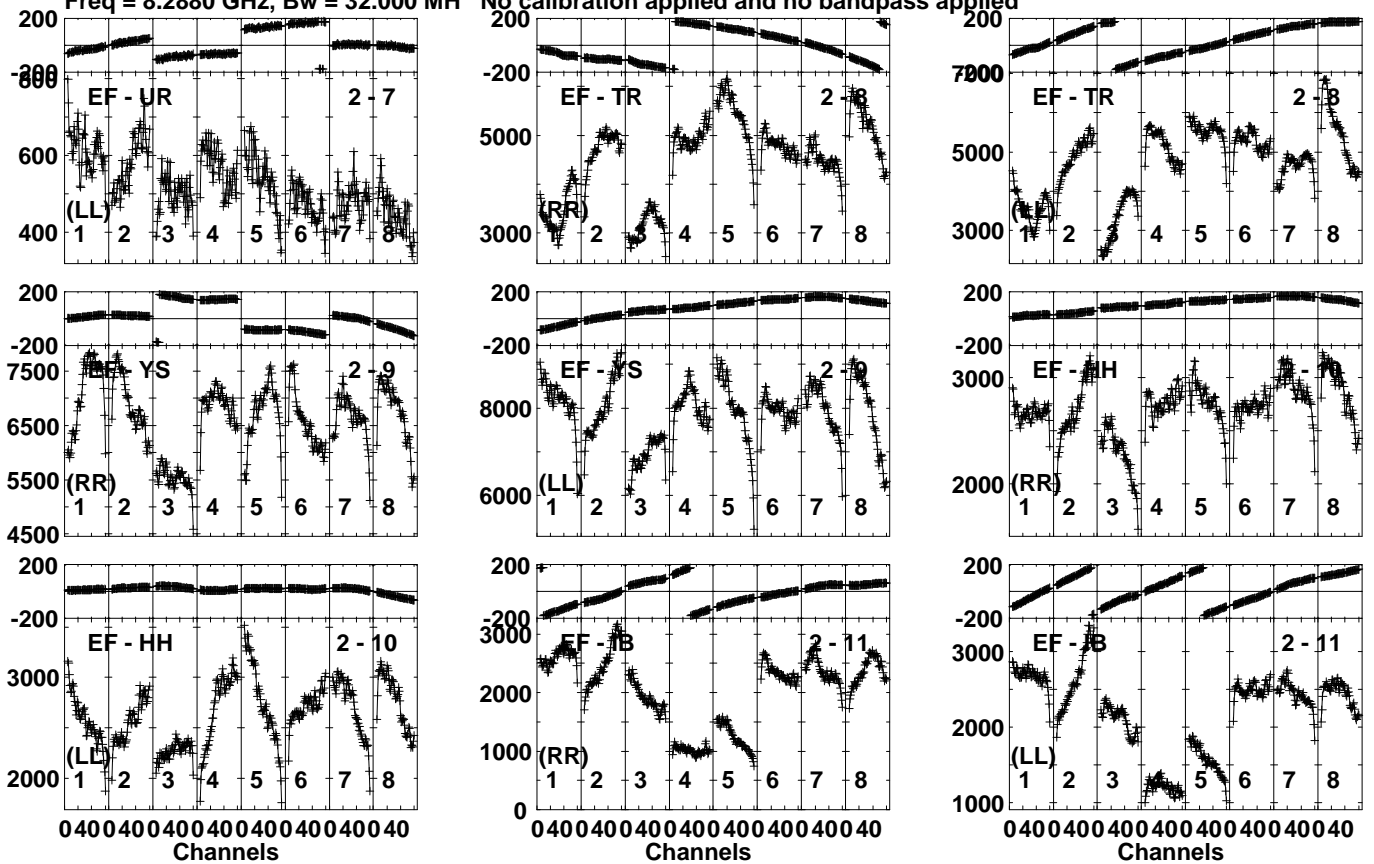 Freq = 8.2880 GHz, Bw = 32.000 MH No calibration applied and no bandpass applied
200 200 200
-200 -200 -200
800 7000
EF - UR 2 - 7 EF - TR 2 - 8 EF - TR 2 - 8
600 5000 5000
(LL) (RR) (LL)
400 3000 3000
1 2 3 4 5 6 7 8 1 2 3 4 5 6 7 8 1 2 3 4 5 6 7 8
200 200 200
-200 -200 -200
EF - YS 2 - 9 EF - YS 2 - 9 EF - HH 2 - 10
7500 8000 3000
6500
5500 6000 2000
(RR) (LL) (RR)
1 2 3 4 5 6 7 8 1 2 3 4 5 6 7 8 1 2 3 4 5 6 7 8
4500
200 200 200
-200 -200 -200
EF - HH 2 - 10 EF - IB 2 - 11 EF - IB 2 - 11
3000 3000 3000
2000 2000
(LL) (RR) (LL)
2000 1000
1 2 3 4 5 6 7 8 1 2 3 4 5 6 7 8 1 2 3 4 5 6 7 8
0 1000
0 40 0 40 0 40 0 40 0 40 0 40 0 40 0 40 0 40 0 40 0 40 0 40 0 40 0 40 0 40 0 40 0 40 0 40 0 40 0 40 0 40 0 40 0 40 0 40
Channels Channels Channels